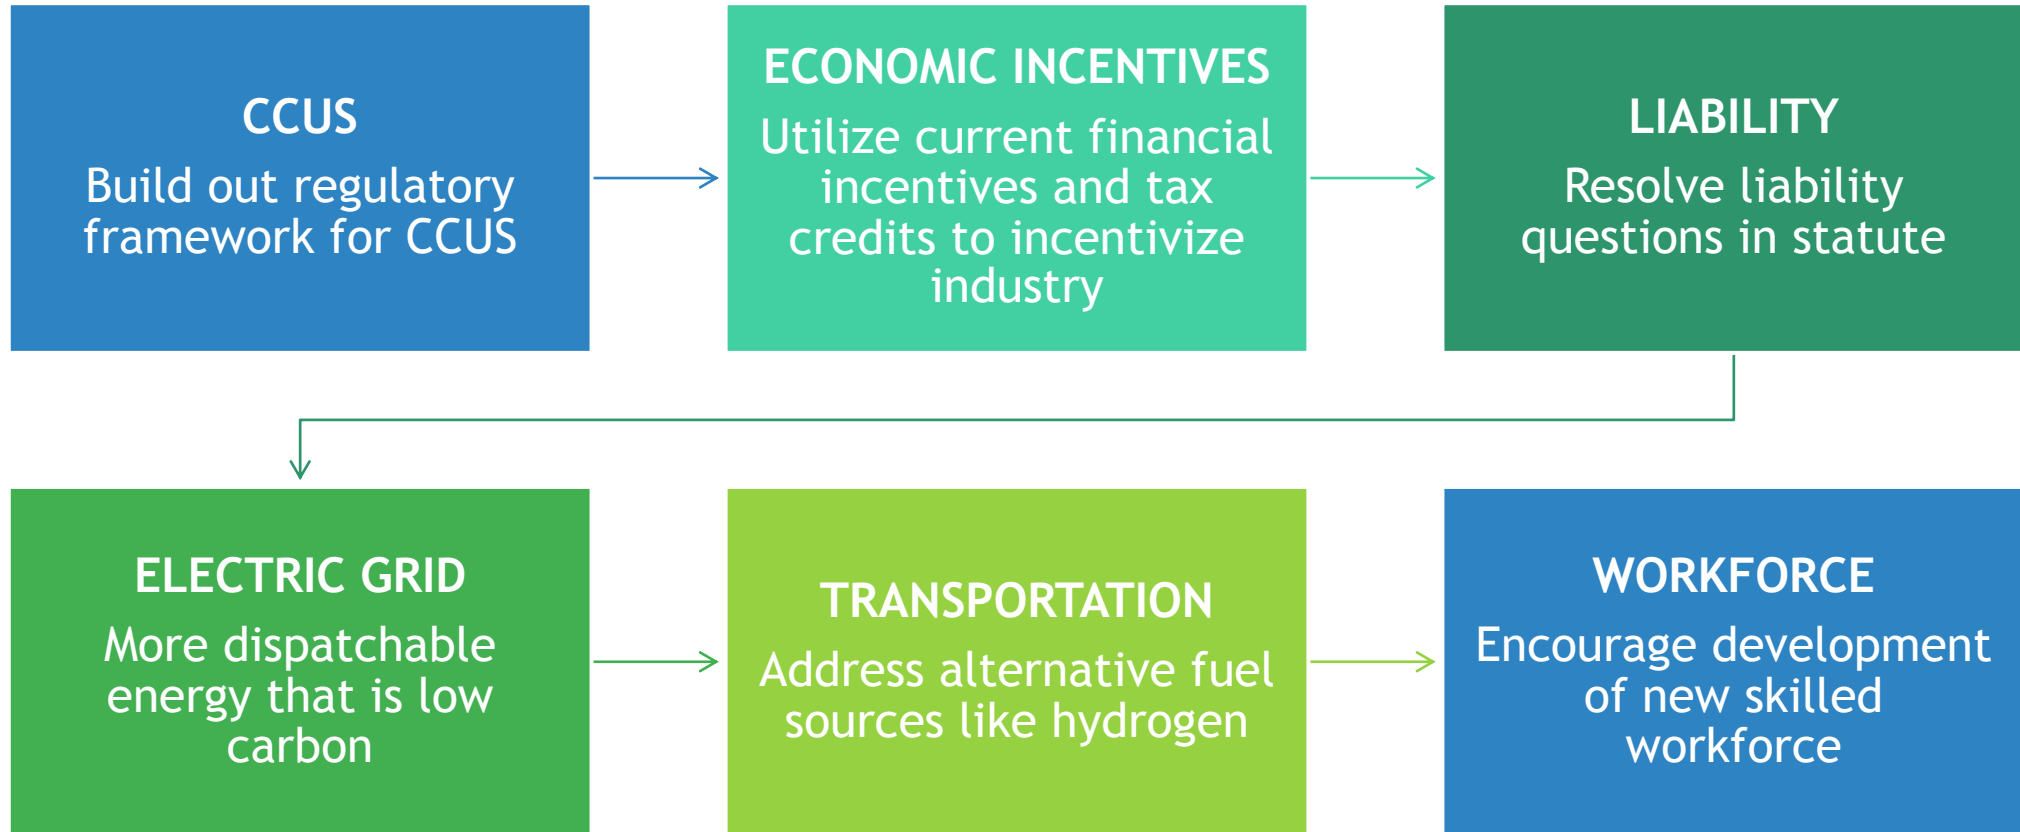 CCUS
Build out regulatory
framework for CCUS
ECONOMIC INCENTIVES
Utilize current financial
incentives and tax
credits to incentivize
industry
LIABILITY
Resolve liability
questions in statute
ELECTRIC GRID
More dispatchable
energy that is low
carbon
TRANSPORTATION
Address alternative fuel
sources like hydrogen
WORKFORCE
Encourage development
of new skilled
workforce